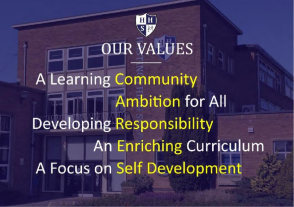 OUR VALUES
A Learning Community
Ambition for All
Developing Responsibility
An Enriching Curriculum
A Focus on Self Development